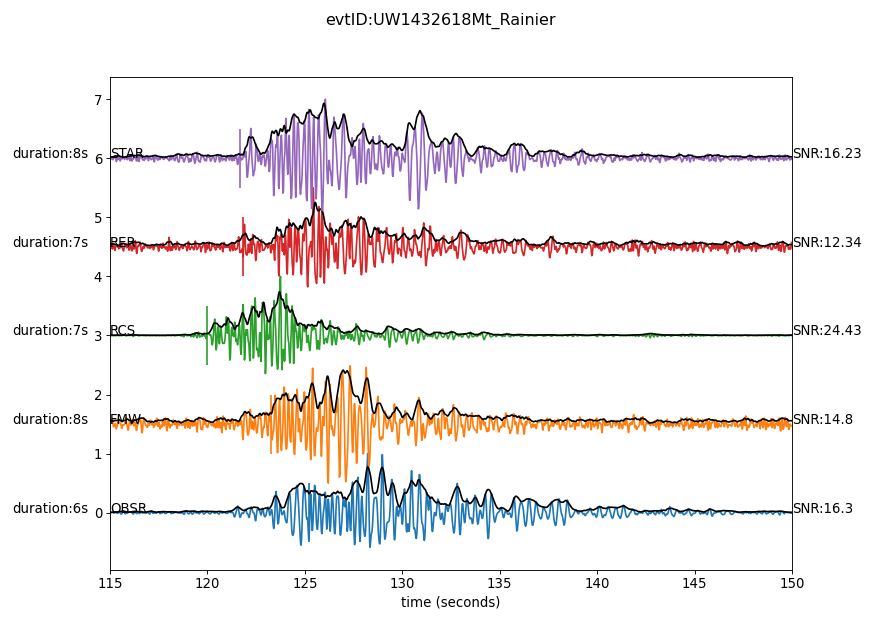 evtID:UW1432618Mt_Rainier
7
duration:8s STAR SNR:16.23
6
5
duration:7s RER SNR:12.34
4
duration:7s RCS SNR:24.43
3
2
duration:8s FMW SNR:14.8
1
duration:6s OBSR SNR:16.3
0
115 120 125 130 135 140 145 150
time (seconds)